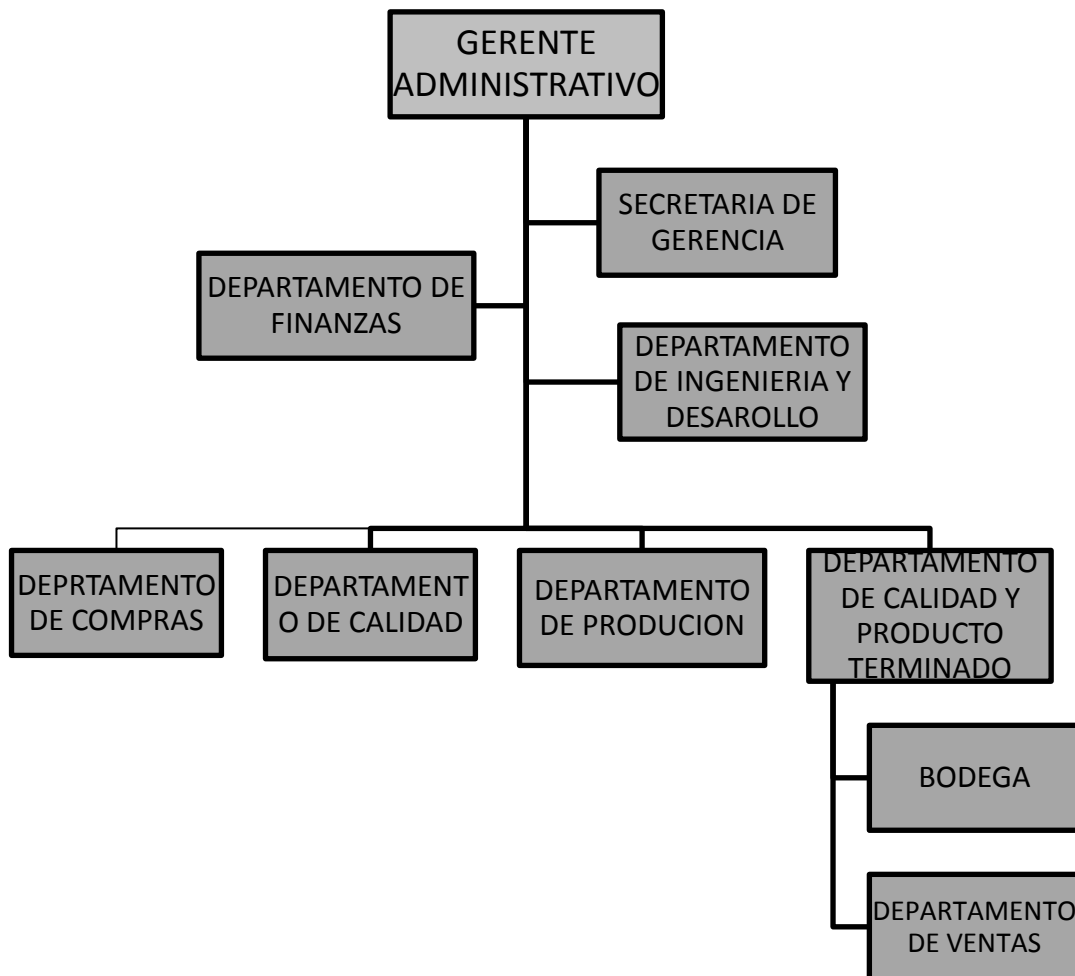 GERENTE
ADMINISTRATIVO
SECRETARIA DE
GERENCIA
DEPARTAMENTO DE
FINANZAS
DEPARTAMENTO
DE INGENIERIA Y
DESAROLLO
DEPRTAMENTO
DE COMPRAS
DEPARTAMENT
O DE CALIDAD
DEPARTAMENTO
DE PRODUCION
DEPARTAMENTO
DE CALIDAD Y
PRODUCTO
TERMINADO
BODEGA
DEPARTAMENTO
DE VENTAS